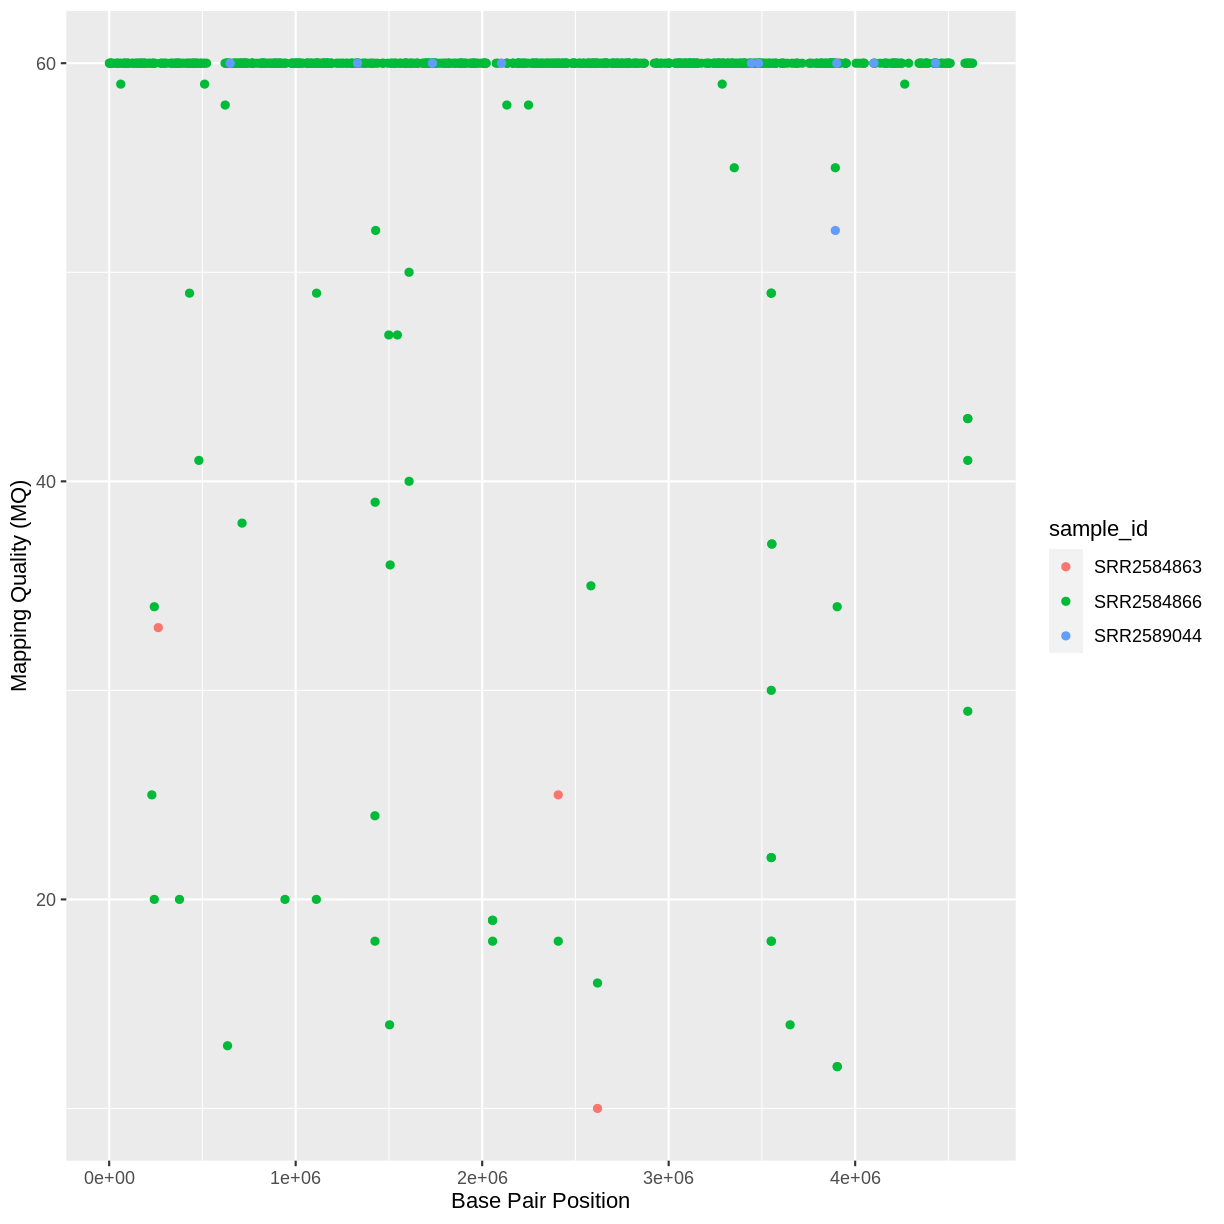 60
40
20
Mapping Quality (MQ)
0e+00
1e+06
2e+06
3e+06
4e+06
Base Pair Position
sample_id
SRR2584863
SRR2584866
SRR2589044